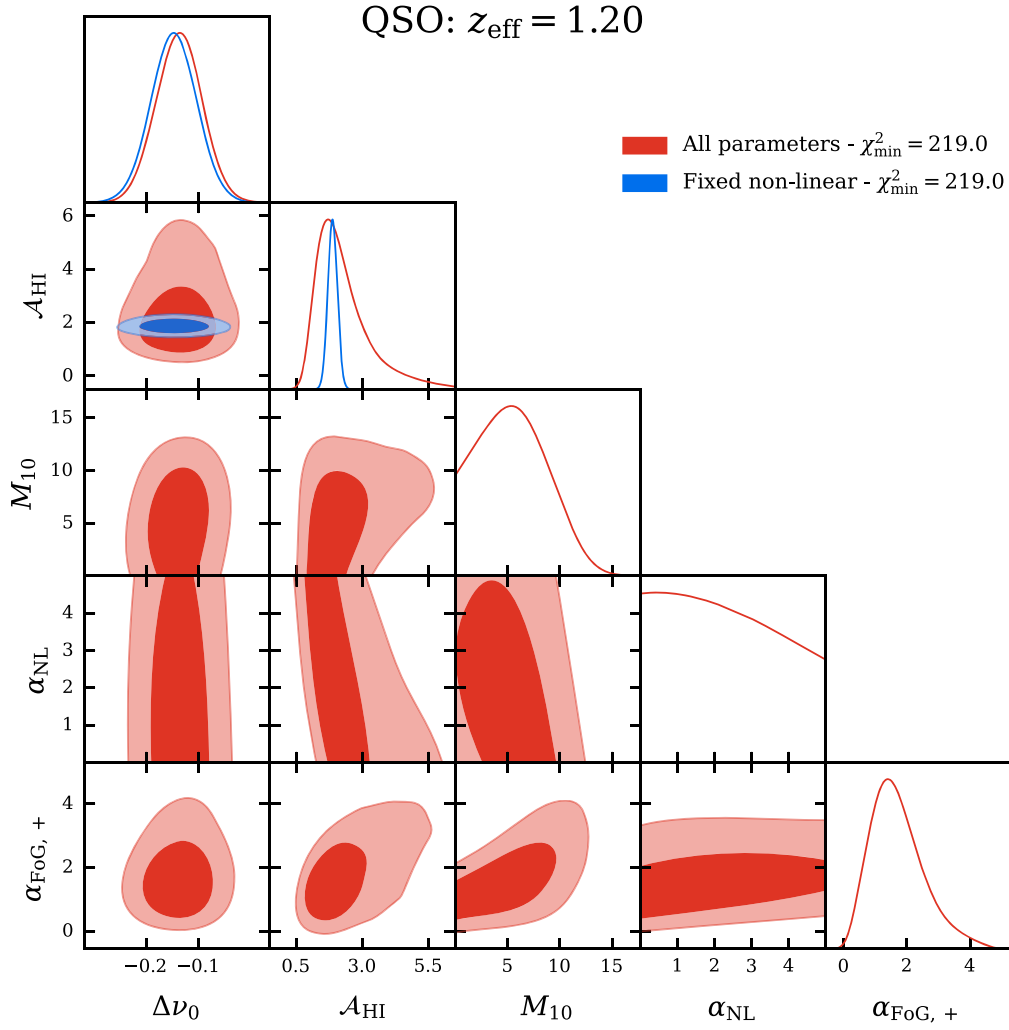 QSO: z_eff = 1.20
All parameters - χ²_min = 219.0
Fixed non-linear - χ²_min = 219.0
6
4
2
0
𝒜_HI
15
10
5
M_10
4
3
2
1
α_NL
4
2
0
α_FoG, +
−0.2 −0.1 0.5 3.0 5.5 5 10 1 2 3 4 0 2 4
Δν_0 𝒜_HI M_10 α_NL α_FoG, +